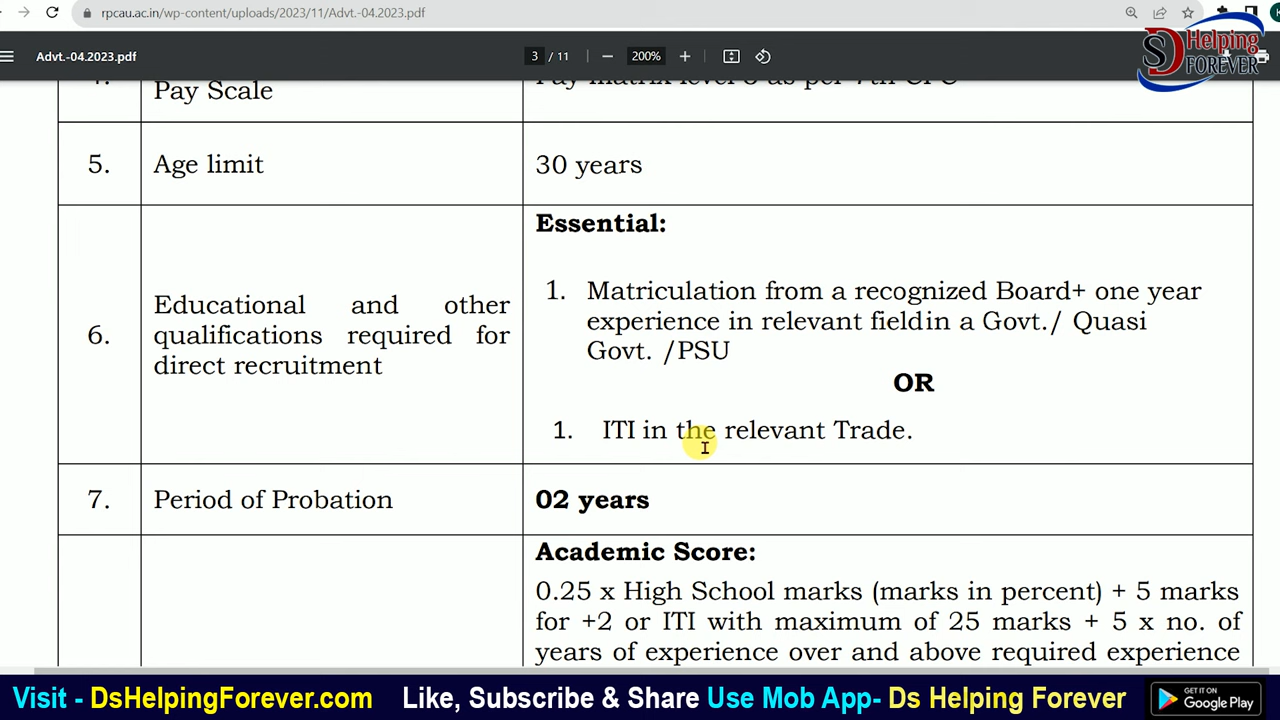 rpcau.ac.in/wp-content/uploads/2023/11/Advt.-04.2023.pdf
Advt.-04.2023.pdf
3 / 11
200%
SD Helping
FOREVER
4.
Pay Scale
5.
Age limit
30 years
6.
Educational and other
qualifications required for
direct recruitment
Essential:
1. Matriculation from a recognized Board+ one year
experience in relevant field in a Govt./ Quasi
Govt. /PSU
OR
1. ITI in the relevant Trade.
7.
Period of Probation
02 years
Academic Score:
0.25 x High School marks (marks in percent) + 5 marks
for +2 or ITI with maximum of 25 marks + 5 x no. of
years of experience over and above required experience
Visit - DsHelpingForever.com Like, Subscribe & Share Use Mob App- Ds Helping Forever
GET IT ON
Google Play